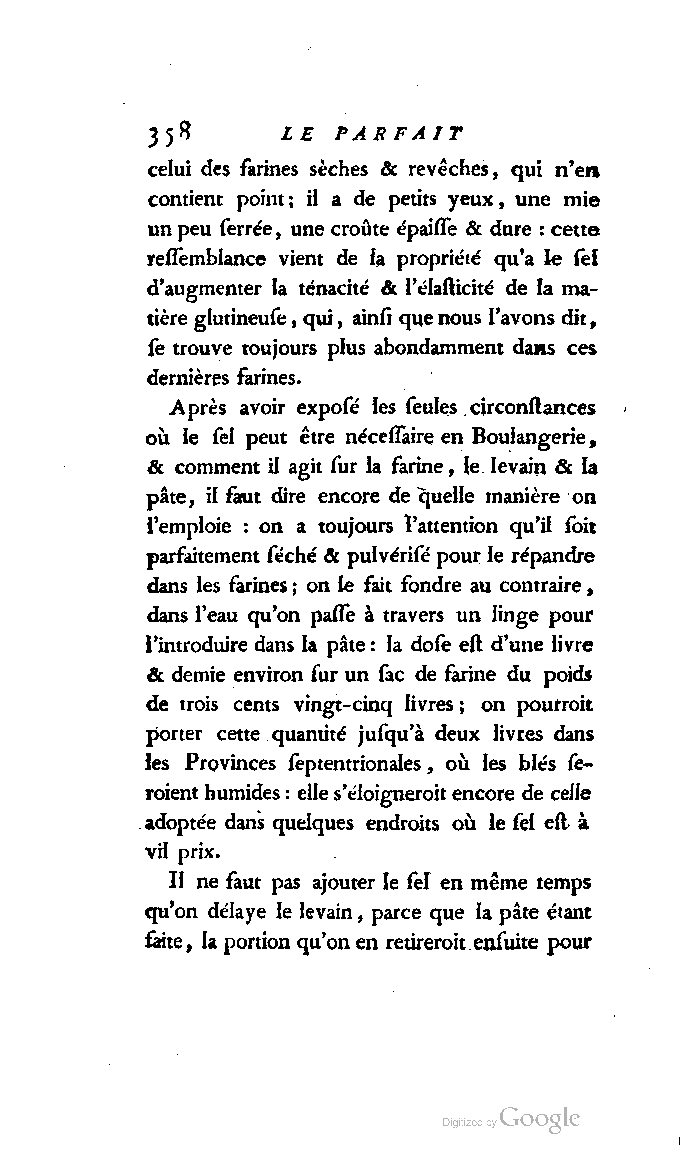 358 LE PARFAIT
celui des farines sèches & revêches, qui n'en
contient point; il a de petits yeux, une mie
un peu ſerrée, une croûte épaiſſe & dure : cette
reſſemblance vient de la propriété qu'a le ſel
d'augmenter la ténacité & l'élaſticité de la ma-
tière glutineuſe, qui, ainſi que nous l'avons dit,
ſe trouve toujours plus abondamment dans ces
dernières farines.
Après avoir expoſé les ſeules circonſtances
où le ſel peut être néceſſaire en Boulangerie,
& comment il agit ſur la farine, le levain & la
pâte, il faut dire encore de quelle manière on
l'emploie : on a toujours l'attention qu'il ſoit
parfaitement ſéché & pulvériſé pour le répandre
dans les farines; on le fait fondre au contraire,
dans l'eau qu'on paſſe à travers un linge pour
l'introduire dans la pâte: la doſe eſt d'une livre
& demie environ ſur un ſac de farine du poids
de trois cents vingt-cinq livres; on pourroit
porter cette quantité juſqu'à deux livres dans
les Provinces ſeptentrionales, où les blés ſe-
roient humides: elle s'éloigneroit encore de celle
adoptée dans quelques endroits où le ſel eſt à
vil prix.
Il ne faut pas ajouter le ſel en même temps
qu'on délaye le levain, parce que la pâte étant
faite, la portion qu'on en retireroit enſuite pour
Digitized by Google